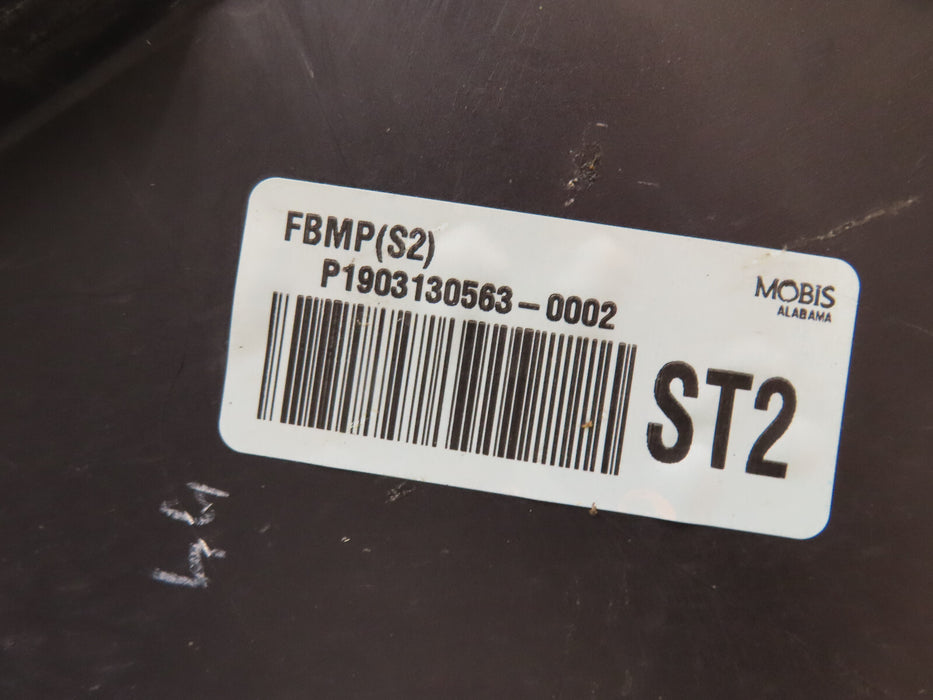 FBMP(S2)
P1903130563-0002
MOBIS
ALABAMA
ST2